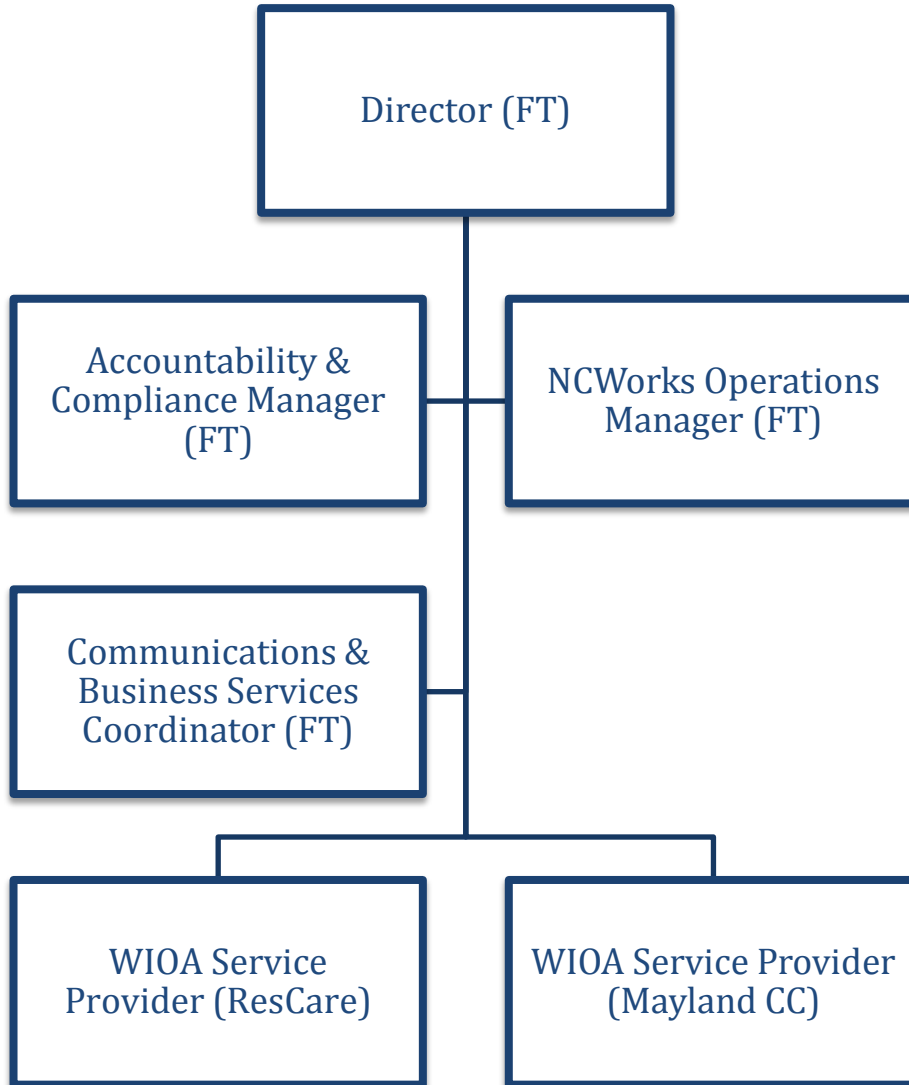 Director (FT)
Accountability &
Compliance Manager
(FT)
NCWorks Operations
Manager (FT)
Communications &
Business Services
Coordinator (FT)
WIOA Service
Provider (ResCare)
WIOA Service Provider
(Mayland CC)